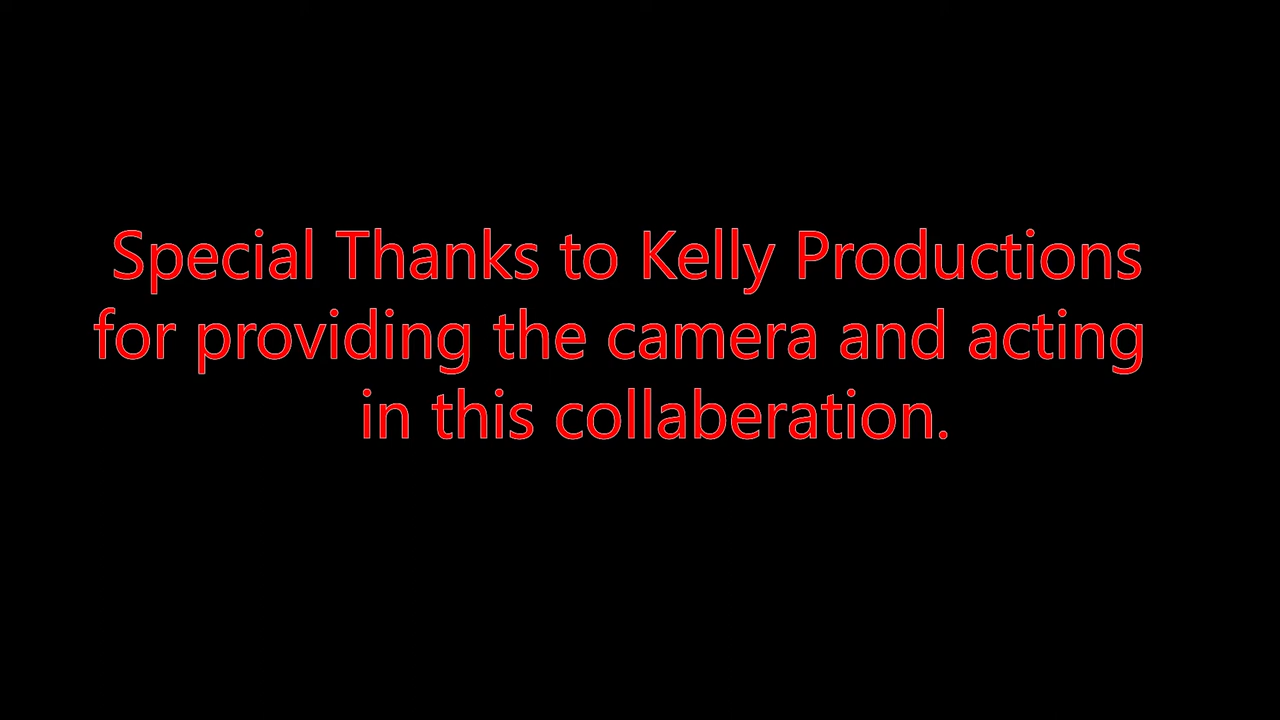 Special Thanks to Kelly Productions
for providing the camera and acting
in this collaberation.